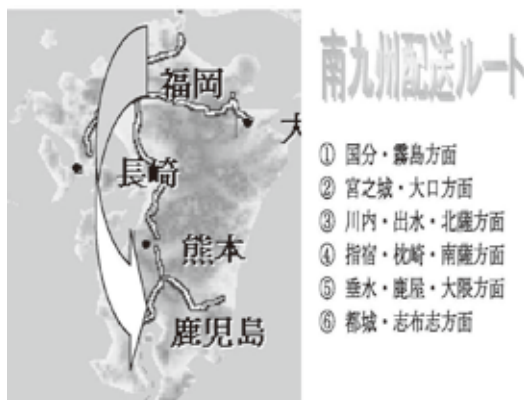 福岡
大
長崎
熊本
鹿児島
南九州配送ルート
① 国分・霧島方面
② 宮之城・大口方面
③ 川内・出水・北薩方面
④ 指宿・枕崎・南薩方面
⑤ 垂水・鹿屋・大隅方面
⑥ 都城・志布志方面